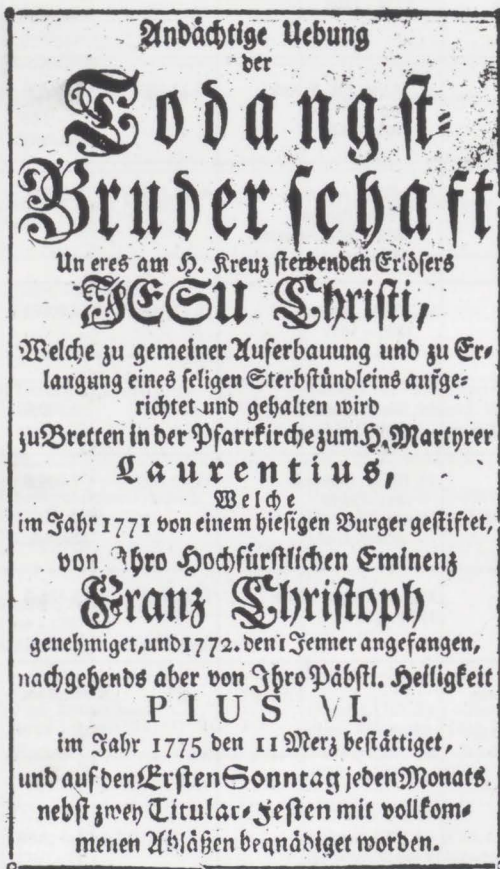 Andächtige Uebung
der
Todangst-
Bruderschaft
Un eres am H. Kreuz sterbenden Erlösers
JESU Christi,
Welche zu gemeiner Auferbauung und zu Er-
langung eines seligen Sterbstündleins aufge-
richtet und gehalten wird
zu Bretten in der Pfarrkirche zum H. Martyrer
Laurentius,
Welche
im Jahr 1771 von einem hiesigen Burger gestiftet,
von Ihro Hochfürstlichen Eminenz
Franz Christoph
genehmiget, und 1772. den 1 Jenner angefangen,
nachgehends aber von Ihro Päbstl. Heiligkeit
PIUS VI.
im Jahr 1775 den 11 Merz bestättiget,
und auf den Ersten Sonntag jeden Monats
nebst zwey Titular-Festen mit vollkom-
menen Abläßen begnädiget worden.